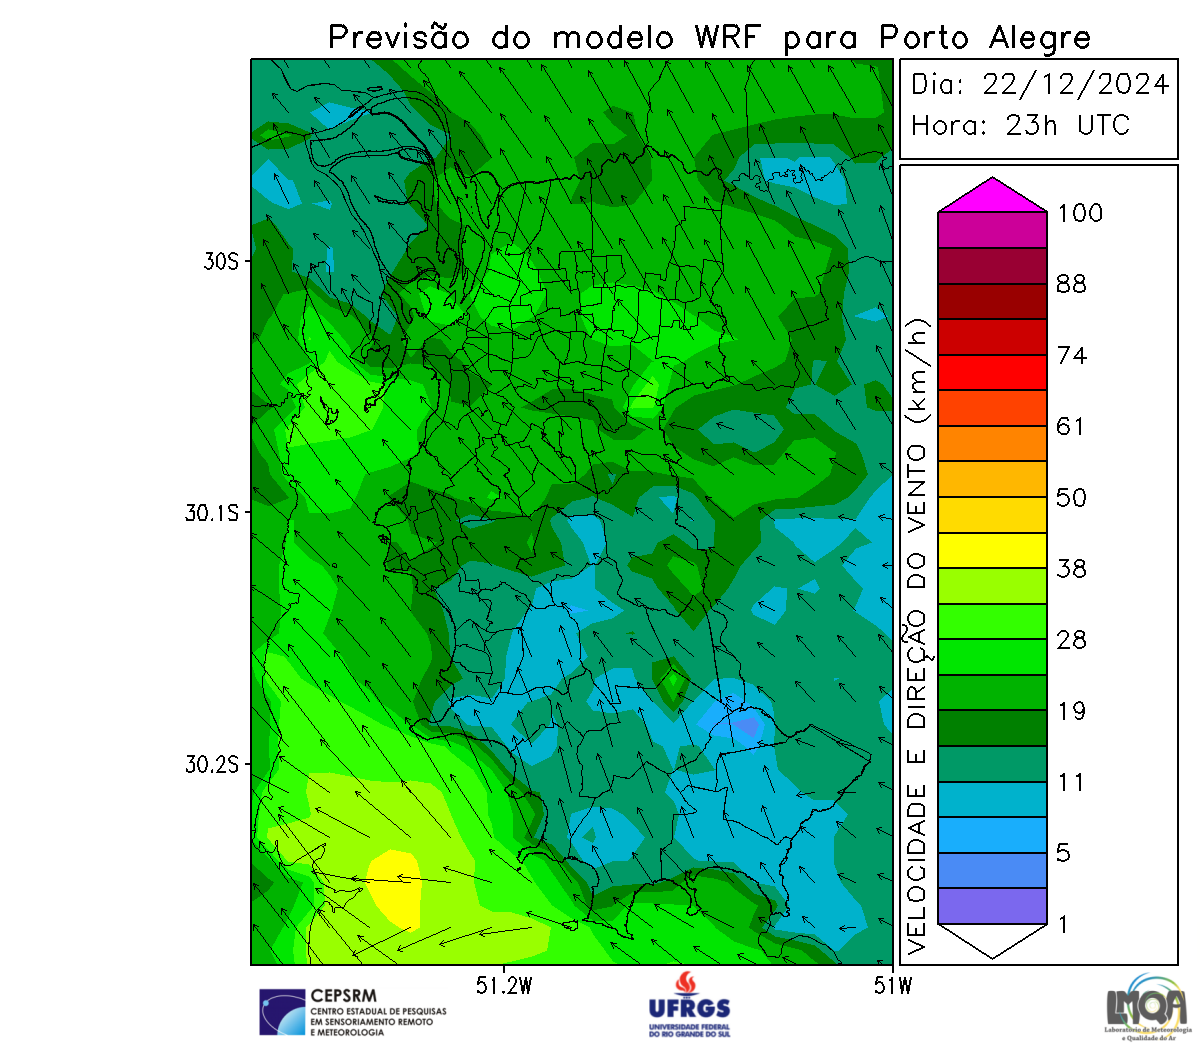 Previsão do modelo WRF para Porto Alegre
Dia: 22/12/2024
Hora: 23h UTC
30S
30.1S
30.2S
51.2W
51W
VELOCIDADE E DIREÇÃO DO VENTO (km/h)
100
88
74
61
50
38
28
19
11
5
1
CEPSRM
CENTRO ESTADUAL DE PESQUISAS
EM SENSORIAMENTO REMOTO
E METEOROLOGIA
UFRGS
UNIVERSIDADE FEDERAL
DO RIO GRANDE DO SUL
LMQA
Laboratório de Meteorologia
e Qualidade do Ar